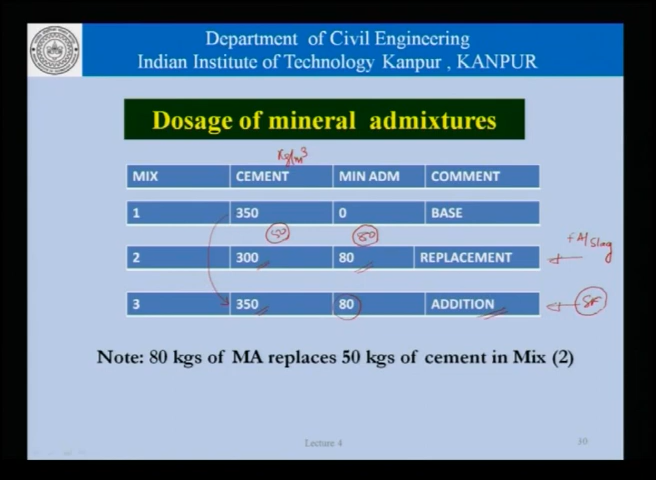 Department of Civil Engineering
Indian Institute of Technology Kanpur , KANPUR
Dosage of mineral admixtures
Kg/m³
MIX CEMENT MIN ADM COMMENT
1 350 0 BASE
50 80
2 300 80 REPLACEMENT
FA/Slag
3 350 80 ADDITION
SF
Note: 80 kgs of MA replaces 50 kgs of cement in Mix (2)
Lecture 4 30